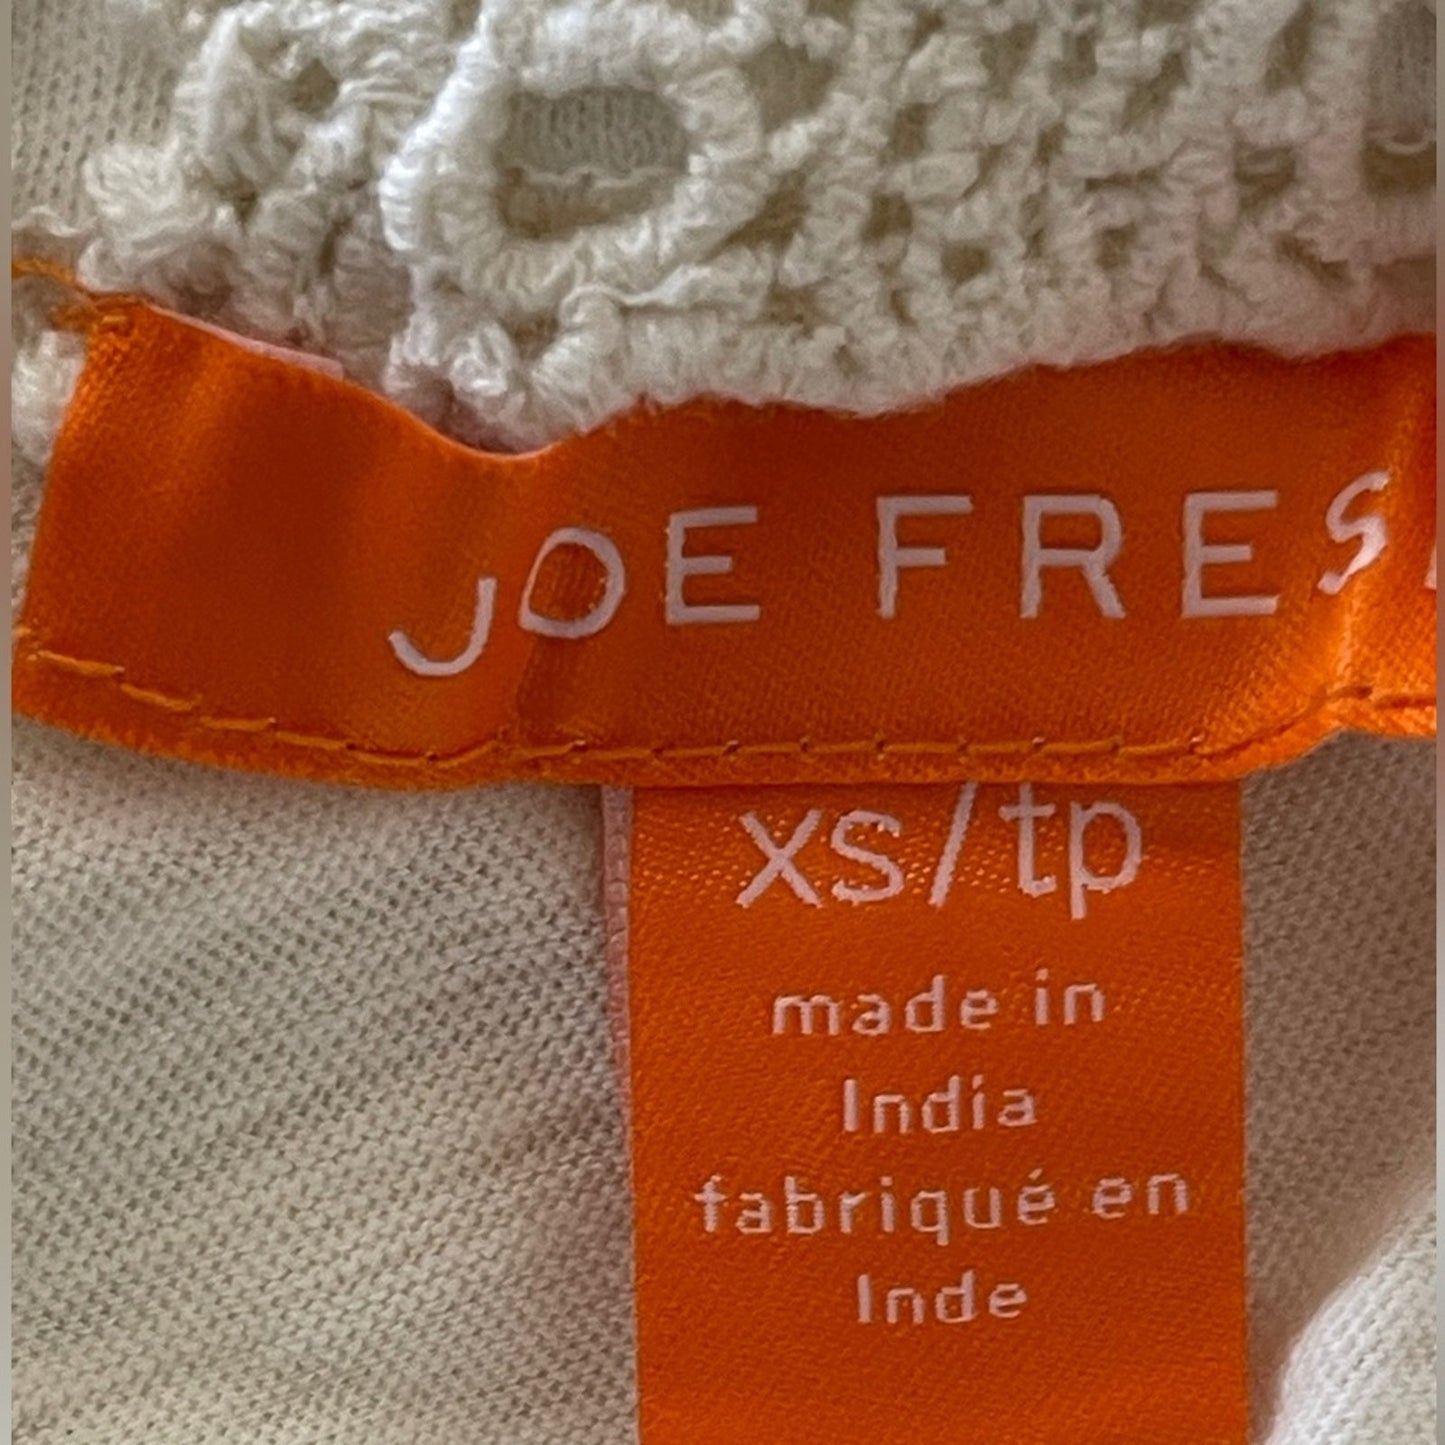 JOE FRES
xs/tp
made in
India
fabriqué en
Inde